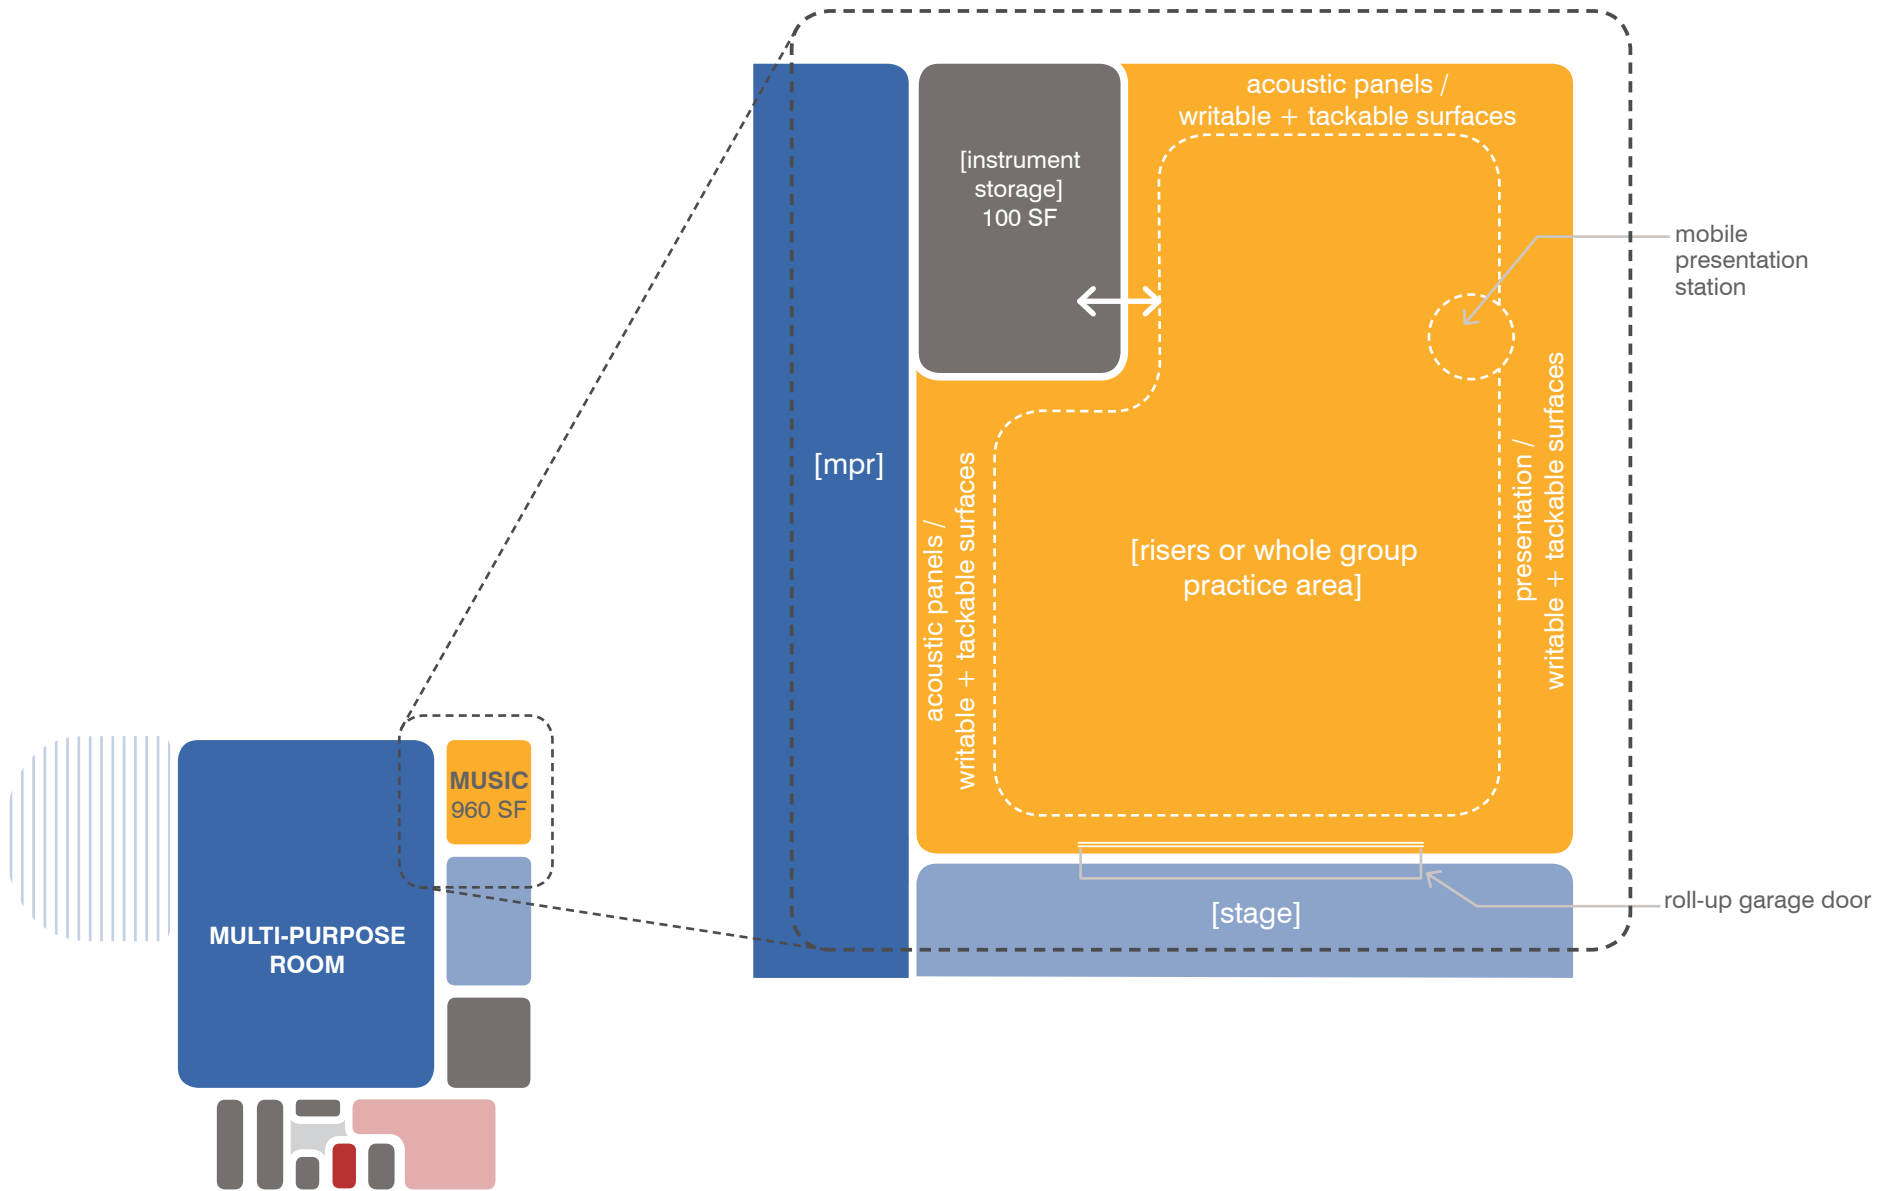 acoustic panels /
writable + tackable surfaces
[instrument
storage]
100 SF
mobile
presentation
station
[mpr]
acoustic panels /
writable + tackable surfaces
[risers or whole group
practice area]
presentation /
writable + tackable surfaces
MUSIC
960 SF
MULTI-PURPOSE
ROOM
[stage]
roll-up garage door